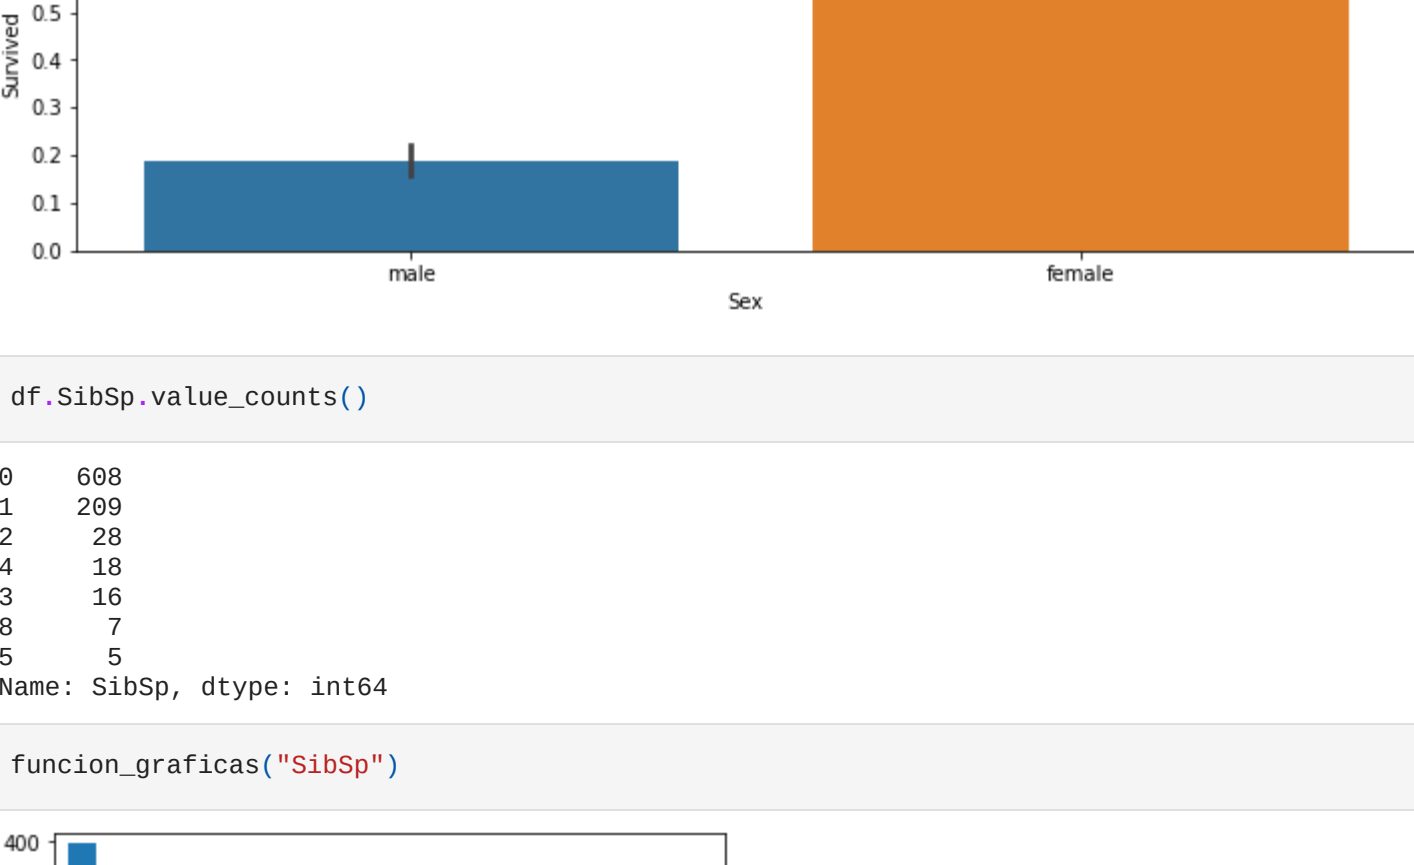 0.5
Survived
0.4
0.3
0.2
0.1
0.0
male female
Sex
df.SibSp.value_counts()
0 608
1 209
2 28
4 18
3 16
8 7
5 5
Name: SibSp, dtype: int64
funcion_graficas("SibSp")
400